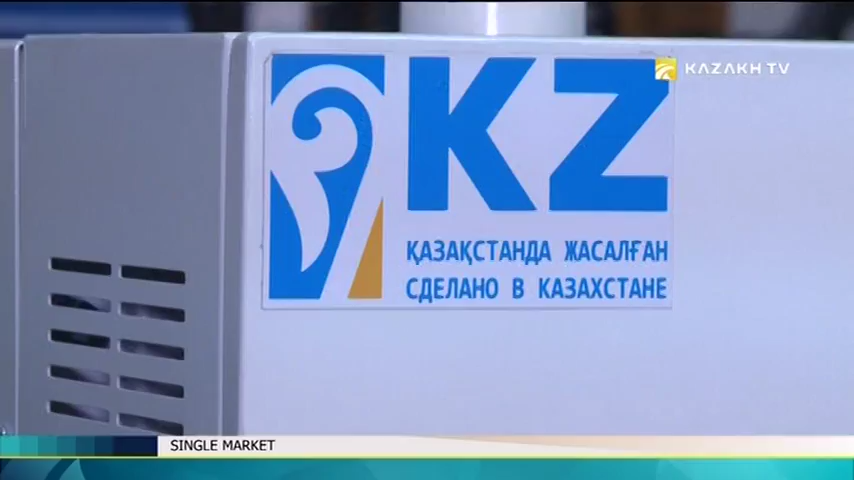 KZ
KAZAKH TV
ҚАЗАҚСТАНДА ЖАСАЛҒАН
СДЕЛАНО В КАЗАХСТАНЕ
SINGLE MARKET